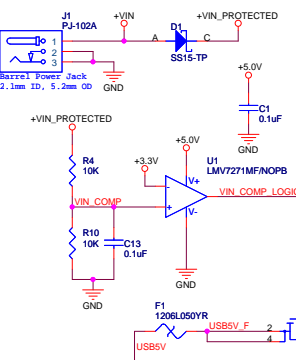 J1
PJ-102A
+VIN
D1
+VIN_PROTECTED
1
2
3
A
C
SS15-TP
GND
Barrel Power Jack
2.1mm ID, 5.2mm OD
+5.0V
C1
0.1uF
GND
+VIN_PROTECTED
+5.0V
+3.3V
U1
LMV7271MF/NOPB
R4
10K
V+
-
+
V-
VIN_COMP
VIN_COMP_LOGIC
R10
10K
C13
0.1uF
GND
GND
F1
1206L050YR
USB5V
USB5V_F
2
4